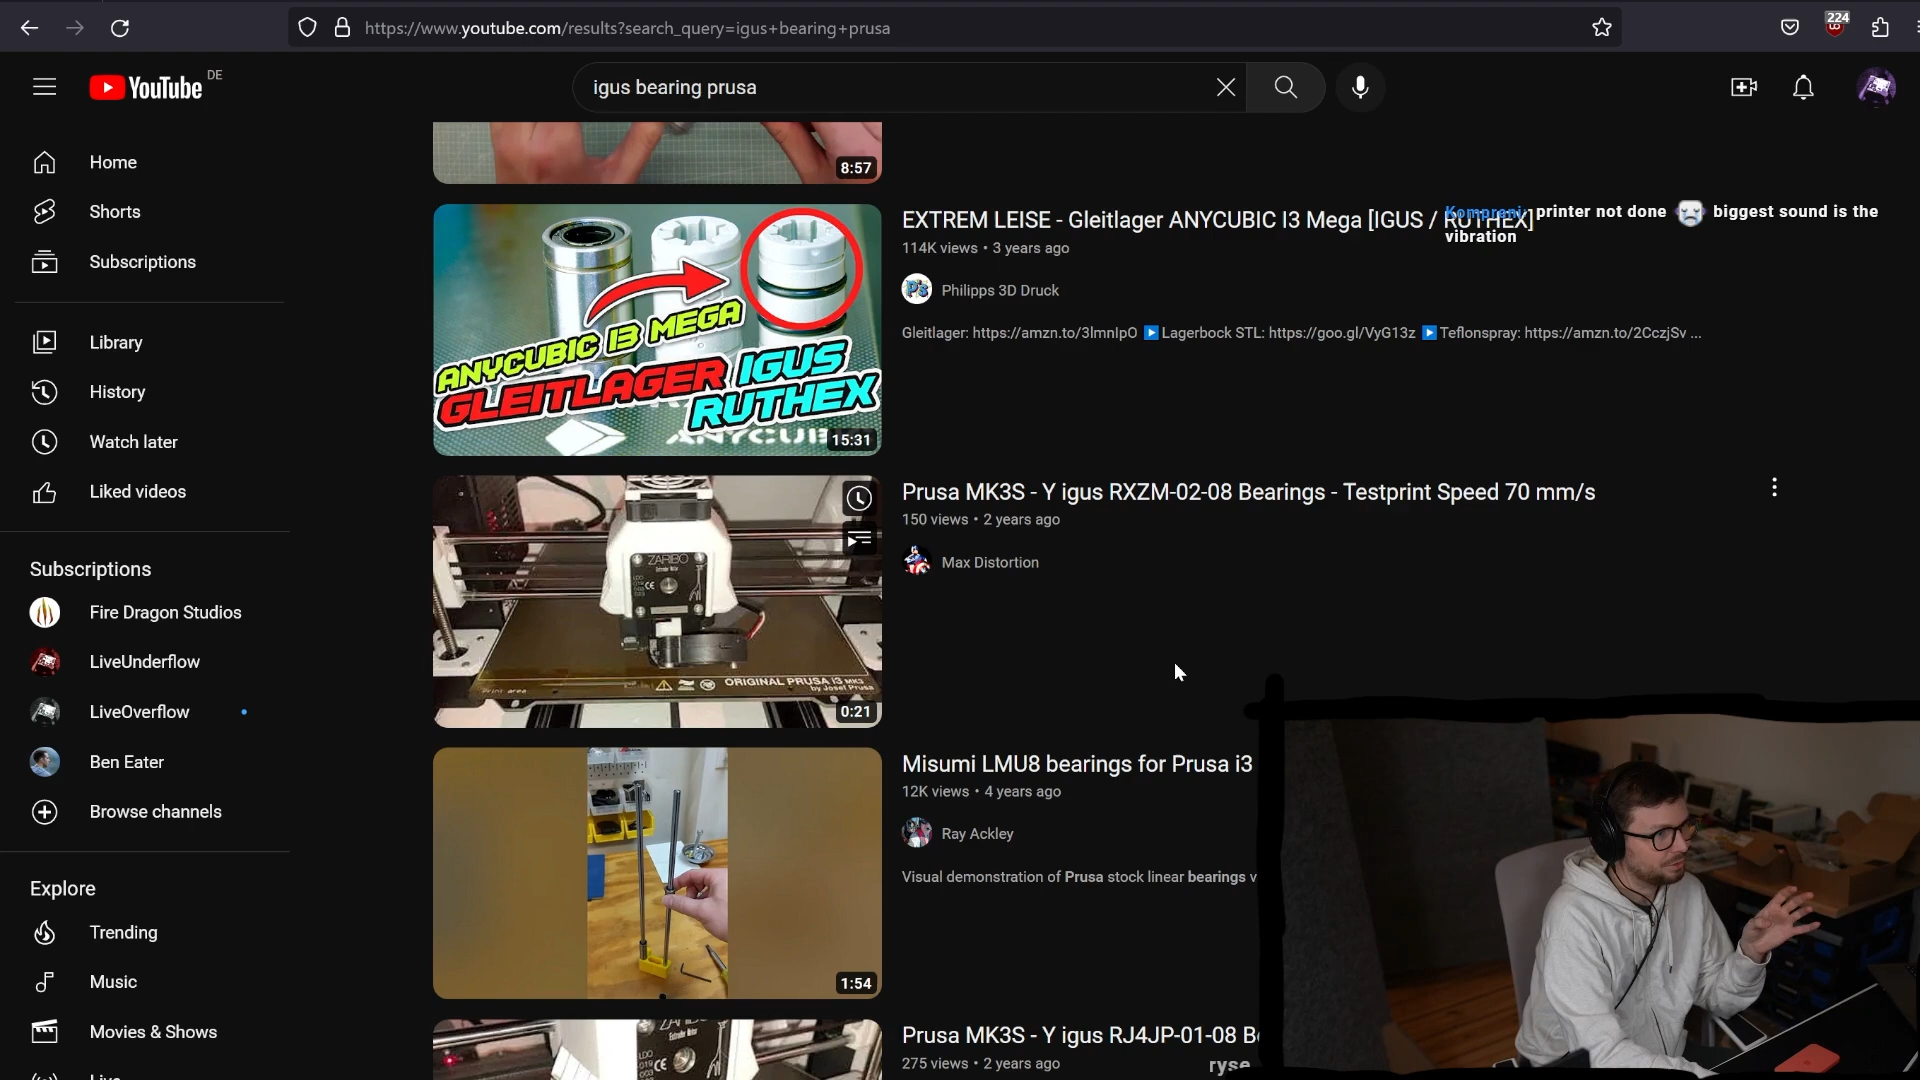 https://www.youtube.com/results?search_query=igus+bearing+prusa
224
YouTube
DE
igus bearing prusa
Home
Shorts
Subscriptions
Library
History
Watch later
Liked videos
Subscriptions
Fire Dragon Studios
LiveUnderflow
LiveOverflow
Ben Eater
Browse channels
Explore
Trending
Music
Movies & Shows
8:57
ANYCUBIC I3 MEGA
GLEITLAGER IGUS
RUTHEX
15:31
EXTREM LEISE - Gleitlager ANYCUBIC I3 Mega [IGUS / RUTHEX]
114K views • 3 years ago
Philipps 3D Druck
Gleitlager: https://amzn.to/3lmnIpO ▶ Lagerbock STL: https://goo.gl/VyG13z ▶ Teflonspray: https://amzn.to/2CczjSv ...
printer not done biggest sound is the
vibration
ZARIBO
ORIGINAL PRUSA i3 MK3
by Josef Prusa
0:21
Prusa MK3S - Y igus RXZM-02-08 Bearings - Testprint Speed 70 mm/s
150 views • 2 years ago
Max Distortion
1:54
Misumi LMU8 bearings for Prusa i3
12K views • 4 years ago
Ray Ackley
Visual demonstration of Prusa stock linear bearings v
Prusa MK3S - Y igus RJ4JP-01-08
275 views • 2 years ago
ryse